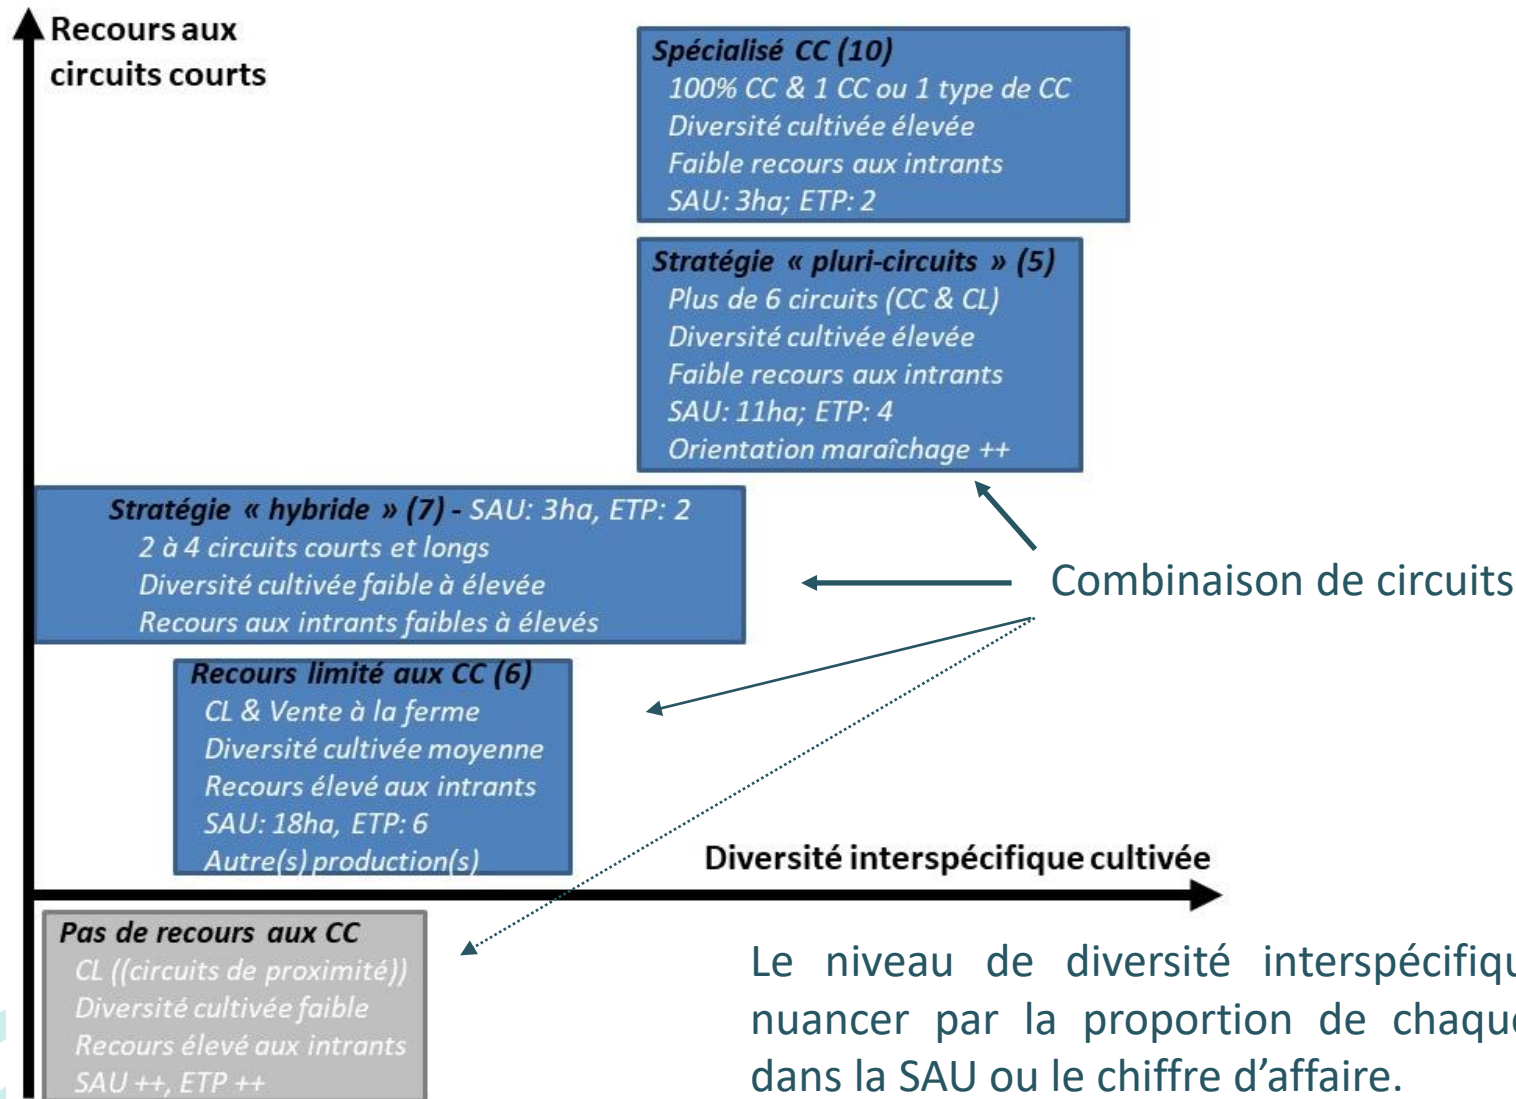 Recours aux
circuits courts
Spécialisé CC (10)
100% CC & 1 CC ou 1 type de CC
Diversité cultivée élevée
Faible recours aux intrants
SAU: 3ha; ETP: 2
Stratégie « pluri-circuits » (5)
Plus de 6 circuits (CC & CL)
Diversité cultivée élevée
Faible recours aux intrants
SAU: 11ha; ETP: 4
Orientation maraîchage ++
Stratégie « hybride » (7) - SAU: 3ha, ETP: 2
2 à 4 circuits courts et longs
Diversité cultivée faible à élevée
Recours aux intrants faibles à élevés
Combinaison de circuits
Recours limité aux CC (6)
CL & Vente à la ferme
Diversité cultivée moyenne
Recours élevé aux intrants
SAU: 18ha, ETP: 6
Autre(s) production(s)
Diversité interspécifique cultivée
Pas de recours aux CC
CL ((circuits de proximité))
Diversité cultivée faible
Recours élevé aux intrants
SAU ++, ETP ++
Le niveau de diversité interspécifiqu
nuancer par la proportion de chaque
dans la SAU ou le chiffre d'affaire.